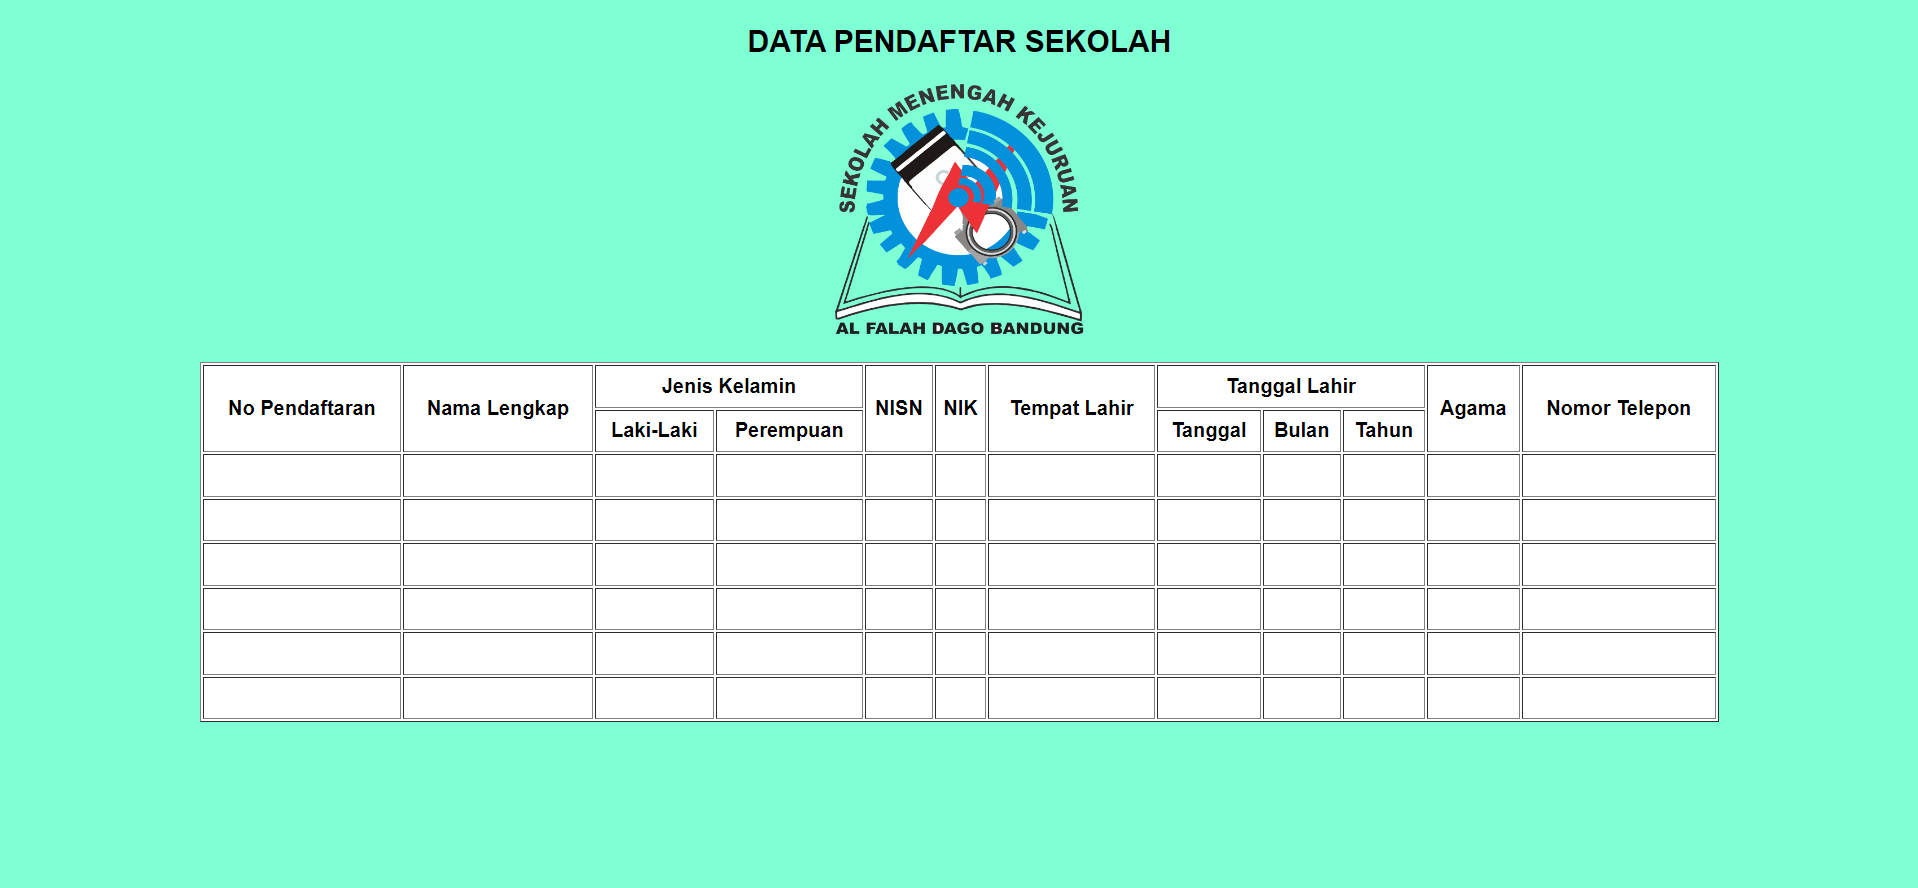 DATA PENDAFTAR SEKOLAH
SEKOLAH MENENGAH KEJURUAN
AL FALAH DAGO BANDUNG
No Pendaftaran Nama Lengkap Jenis Kelamin NISN NIK Tempat Lahir Tanggal Lahir Agama Nomor Telepon
Laki-Laki Perempuan Tanggal Bulan Tahun